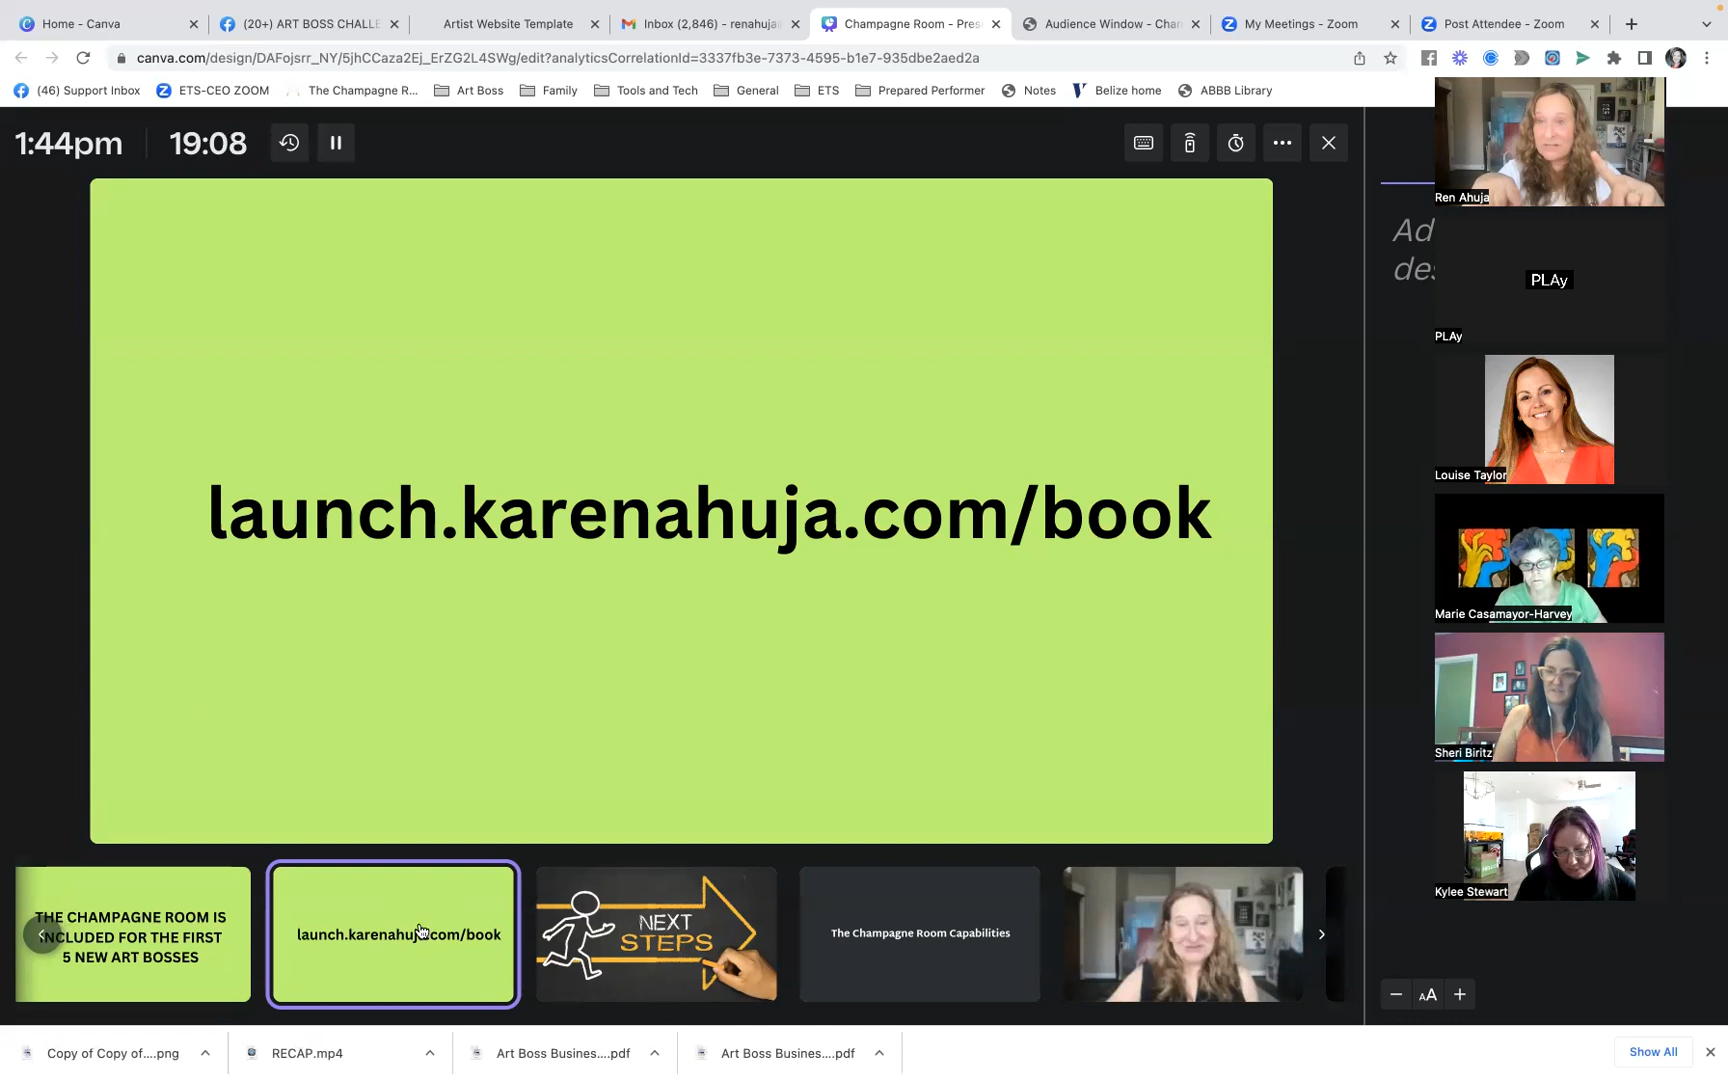 Home - Canva
(20+) ART BOSS CHALLE
Artist Website Template
Inbox (2,846) - renahuja
Champagne Room - Pres
Audience Window - Cha
My Meetings - Zoom
Post Attendee - Zoom
canva.com/design/DAFojsrr_NY/5jhCCaza2Ej_ErZG2L4SWg/edit?analyticsCorrelationId=3337fb3e-7373-4595-b1e7-935dbe2aed2a
(46) Support Inbox
ETS-CEO ZOOM
The Champagne R...
Art Boss
Family
Tools and Tech
General
ETS
Prepared Performer
Notes
Belize home
ABBB Library
1:44pm
19:08
launch.karenahuja.com/book
Ad
des
Ren Ahuja
PLAy
PLAy
Louise Taylor
Marie Casamayor-Harvey
Sheri Biritz
Kylee Stewart
THE CHAMPAGNE ROOM IS
INCLUDED FOR THE FIRST
5 NEW ART BOSSES
launch.karenahuja.com/book
NEXT
STEPS
The Champagne Room Capabilities
AA
Copy of Copy of....png
RECAP.mp4
Art Boss Busines....pdf
Art Boss Busines....pdf
Show All